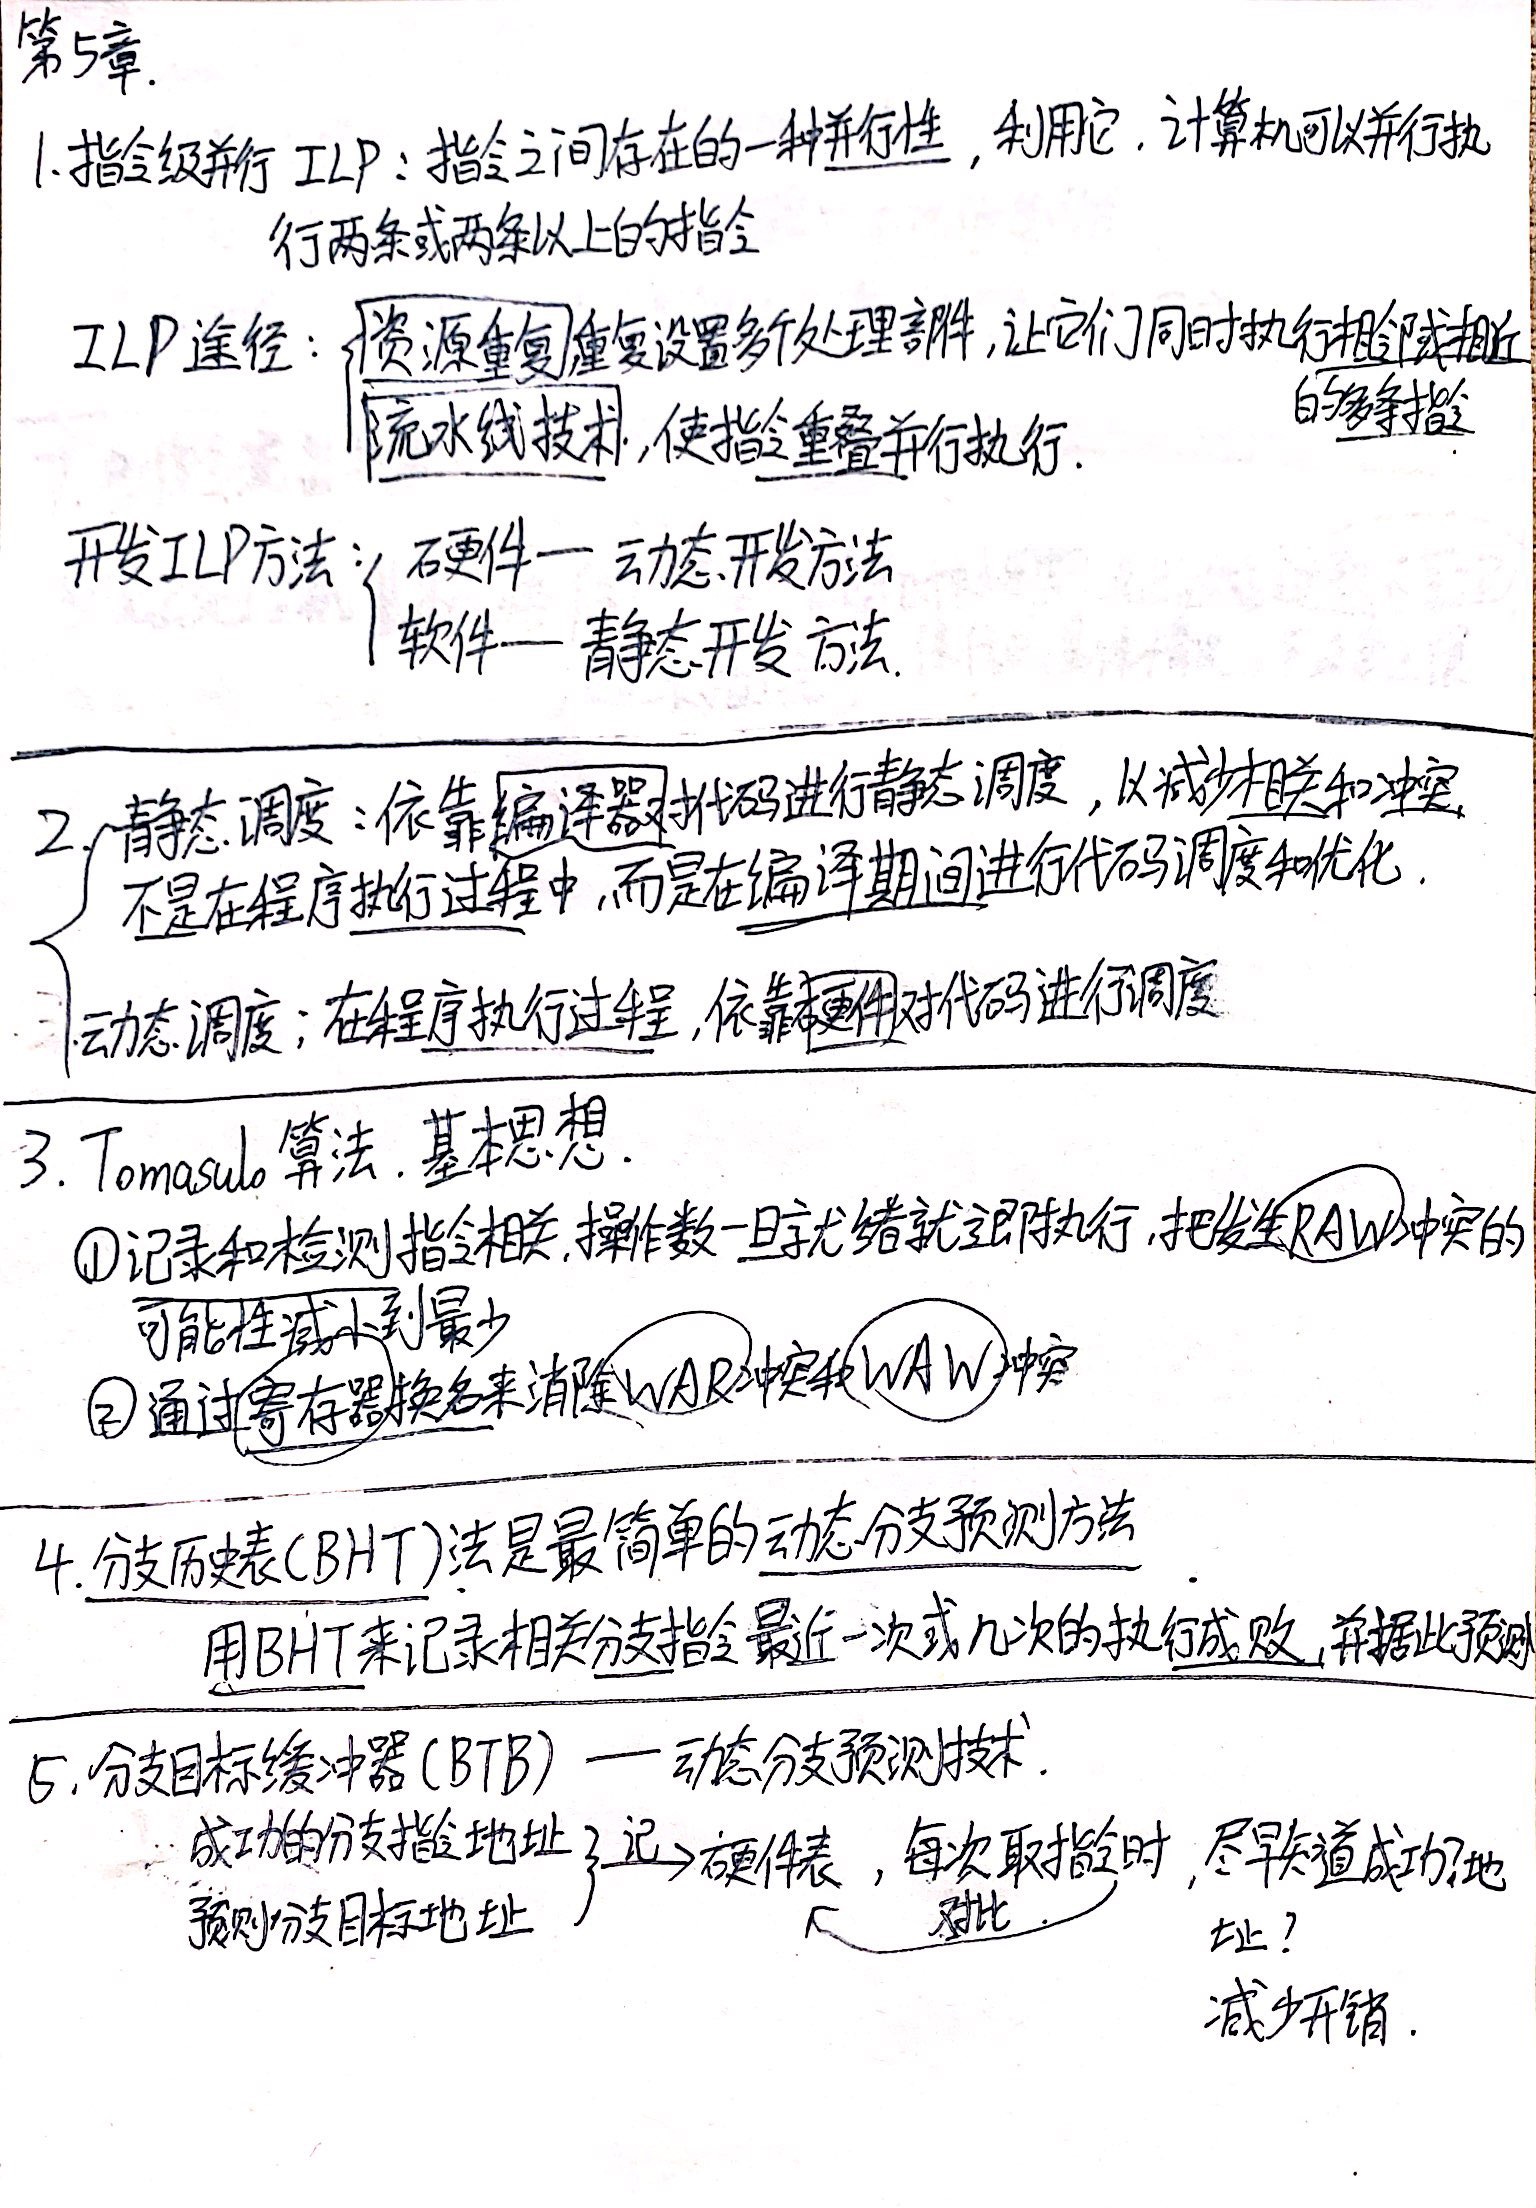 第5章.
1.指令级并行 ILP：指令之间存在的一种并行性，利用它.计算机可以并行执
行两条或两条以上的指令
ILP途径：资源重复 重复设置多个处理部件,让它们同时执行相邻或相近
的多条指令
流水线技术,使指令重叠并行执行.
开发ILP方法：硬件一 动态开发方法
软件一 静态开发方法.
2.静态调度：依靠编译器对代码进行静态调度，以减少相关和冲突.
不是在程序执行过程中,而是在编译期间进行代码调度和优化.
动态调度；在程序执行过程,依靠硬件对代码进行调度
3. Tomasulo算法.基本思想.
①记录和检测指令相关.操作数一旦就绪就立即执行,把发生RAW冲突的
可能性减小到最少
②通过寄存器换名来消除WAR冲突和WAW冲突
4.分支历史表(BHT)法是最简单的动态分支预测方法
用BHT来记录相关分支指令最近一次或几次的执行成败,并据此预测
5.分支目标缓冲器(BTB) — 动态分支预测技术.
成功的分支指令地址 记→硬件表，每次取指令时,尽早知道成功?地
预测分支目标地址 对比
址?
减少开销.